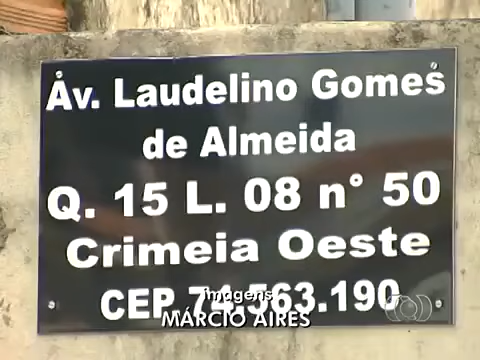 Av. Laudelino Gomes
de Almeida
Q. 15 L. 08 n° 50
Crimeia Oeste
CEP 74.563.190
imagens
MÁRCIO AIRES